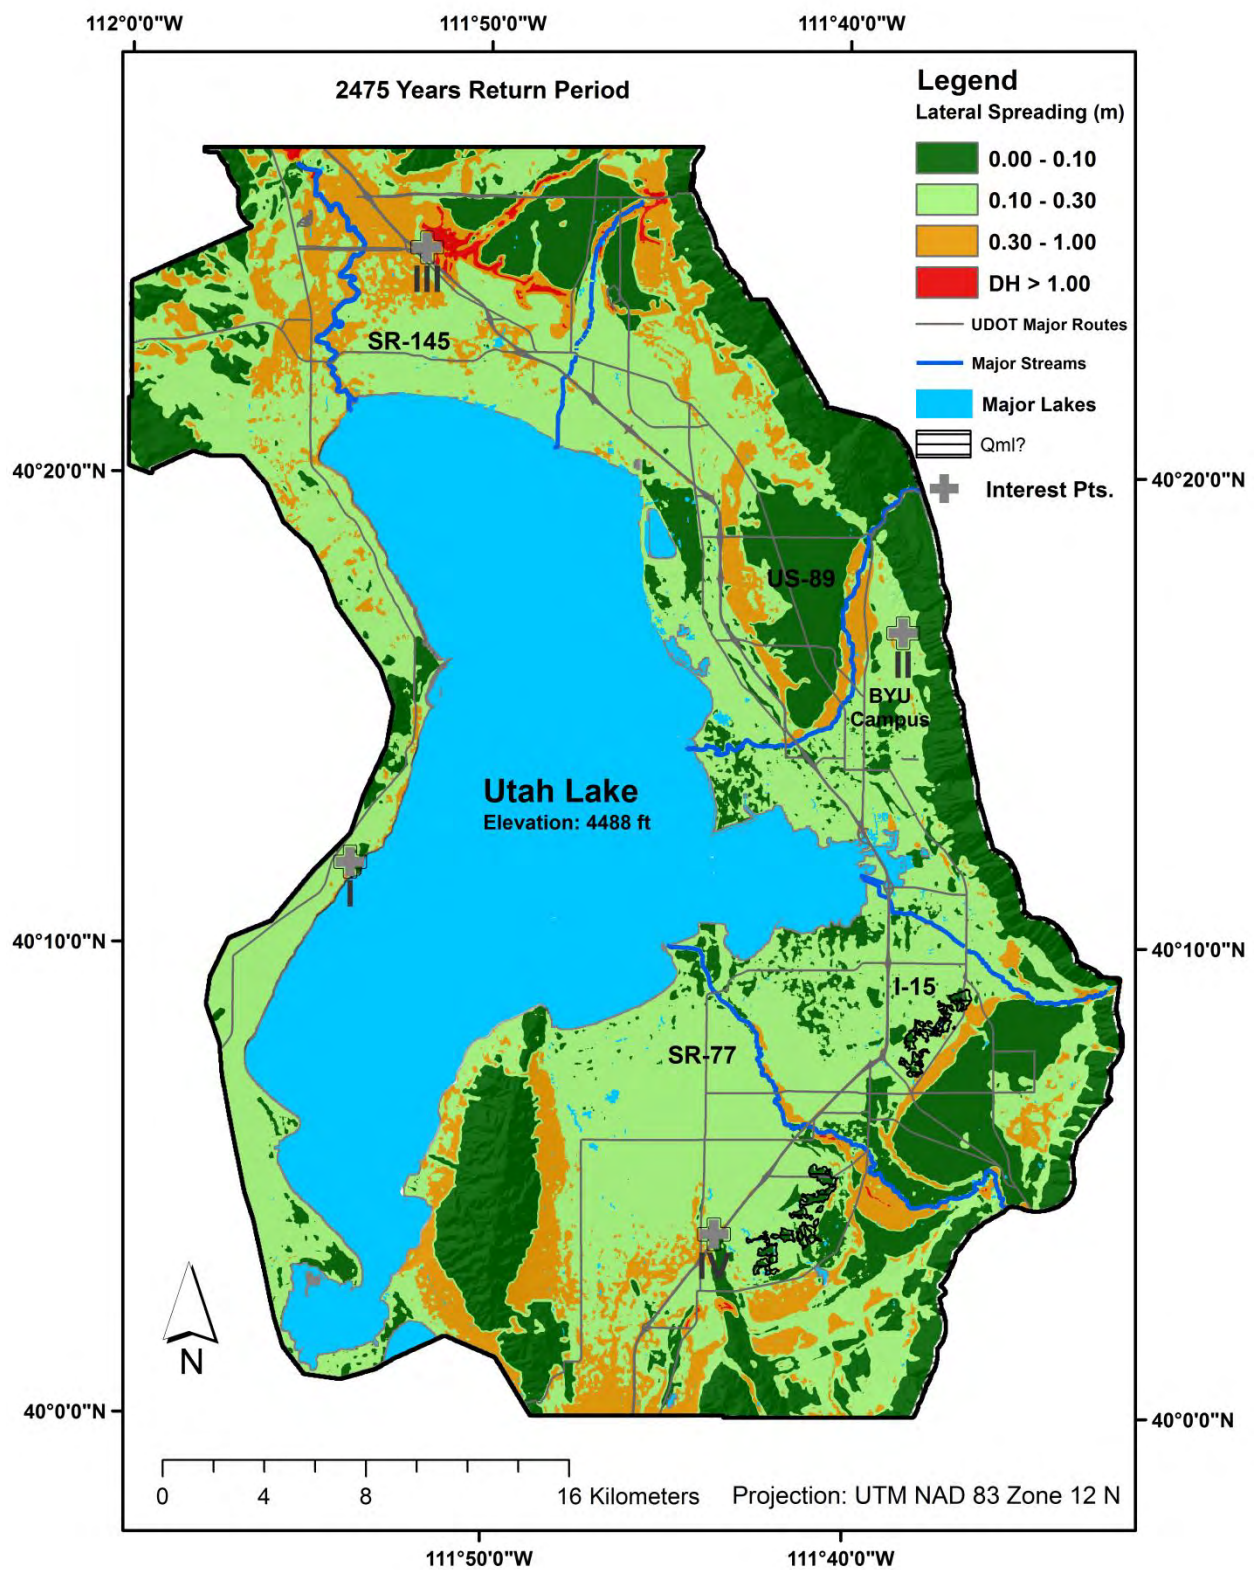 112°0'0"W 111°50'0"W 111°40'0"W
2475 Years Return Period
Legend
Lateral Spreading (m)
0.00 - 0.10
0.10 - 0.30
0.30 - 1.00
DH > 1.00
UDOT Major Routes
Major Streams
Major Lakes
Qml?
Interest Pts.
III
SR-145
40°20'0"N 40°20'0"N
US-89
II
BYU
Campus
Utah Lake
Elevation: 4488 ft
I
40°10'0"N 40°10'0"N
I-15
SR-77
IV
N
40°0'0"N 40°0'0"N
0 4 8 16 Kilometers Projection: UTM NAD 83 Zone 12 N
111°50'0"W 111°40'0"W